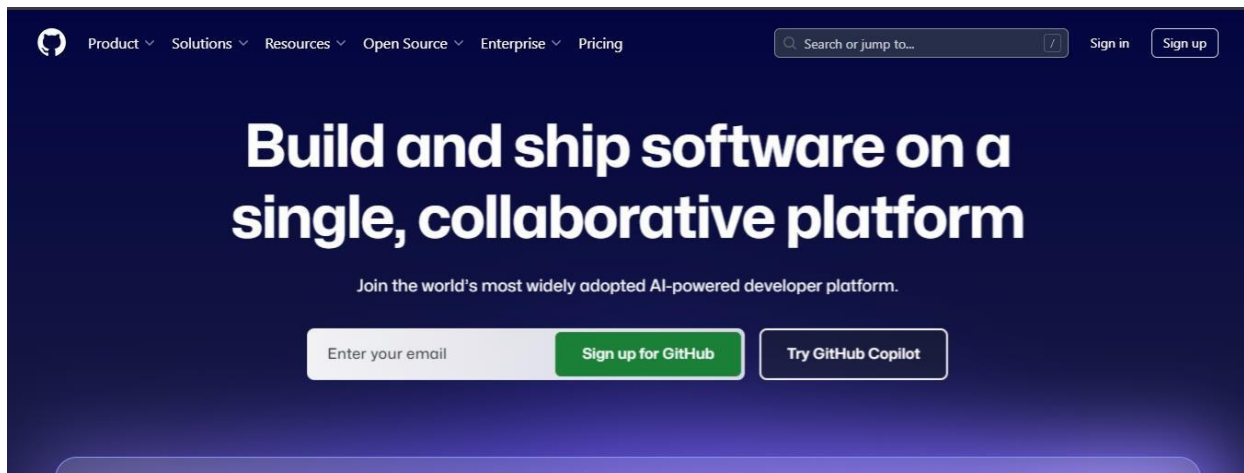 Product Solutions Resources Open Source Enterprise Pricing Search or jump to... / Sign in Sign up
Build and ship software on a
single, collaborative platform
Join the world's most widely adopted AI-powered developer platform.
Enter your email Sign up for GitHub Try GitHub Copilot